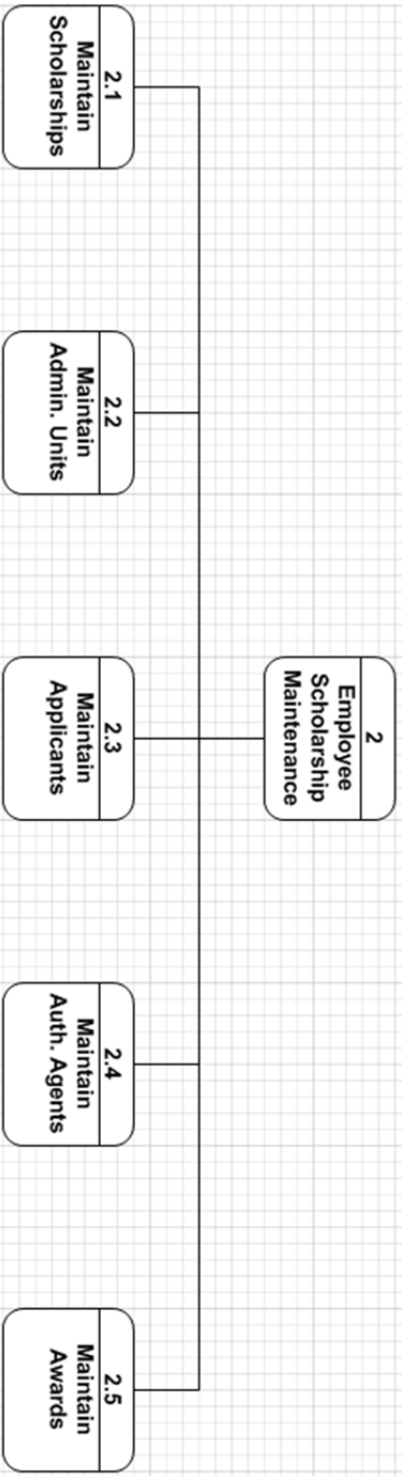 2
Employee
Scholarship
Maintenance
2.1
Maintain
Scholarships
2.2
Maintain
Admin. Units
2.3
Maintain
Applicants
2.4
Maintain
Auth. Agents
2.5
Maintain
Awards